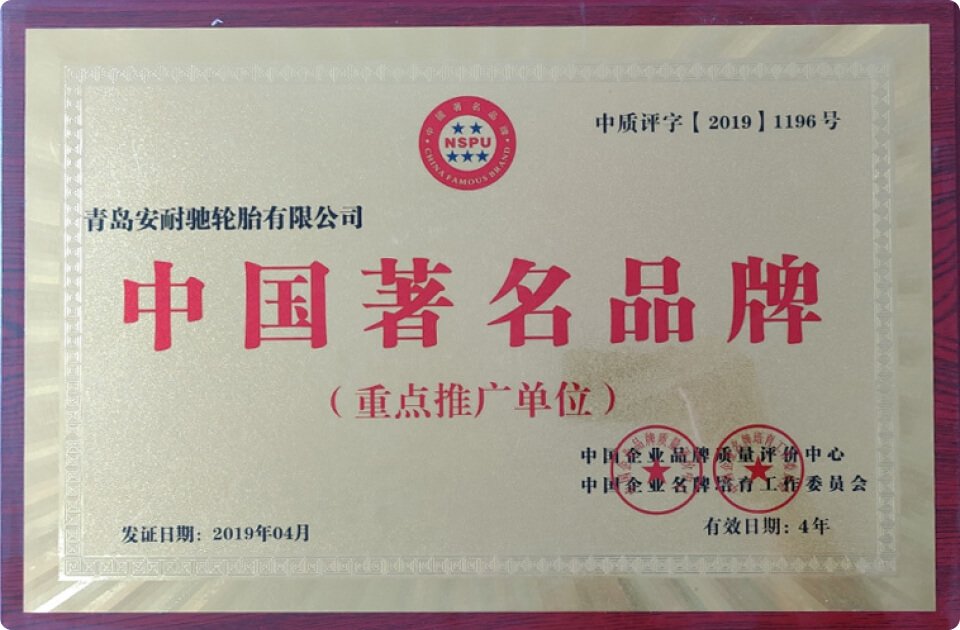 中国著名品牌
NSPU
CHINA FAMOUS BRAND
中质评字【2019】1196号
青岛安耐驰轮胎有限公司
中国著名品牌
（重点推广单位）
中国企业品牌质量评价中心
中国企业名牌培育工作委员会
发证日期：2019年04月
有效日期：4年